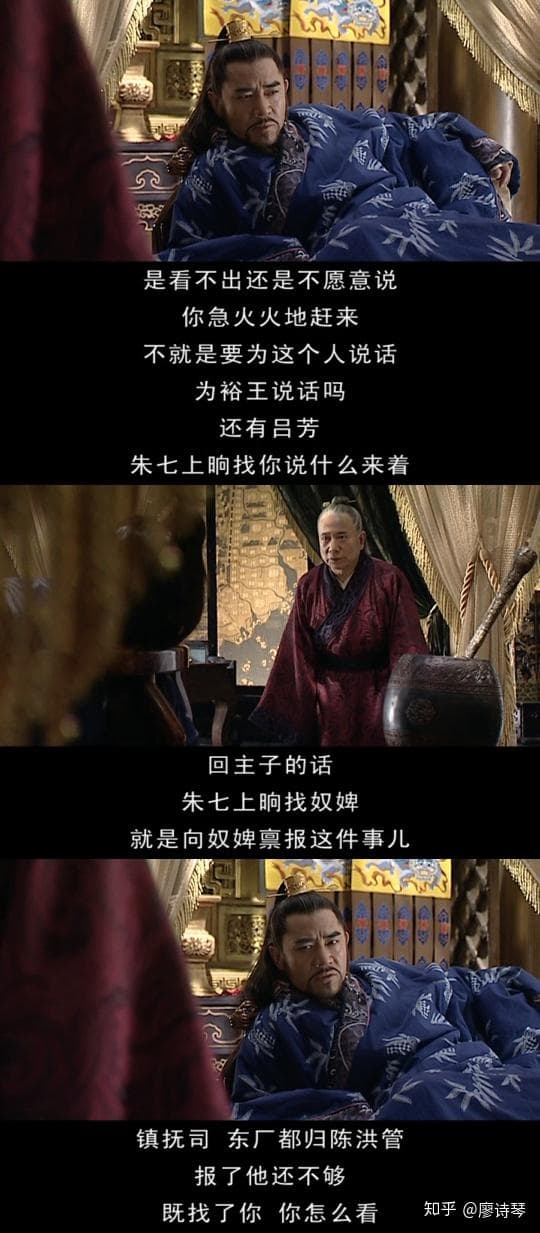 是看不出还是不愿意说
你急火火地赶来
不就是要为这个人说话
为裕王说话吗
还有吕芳
朱七上晌找你说什么来着
回主子的话
朱七上晌找奴婢
就是向奴婢禀报这件事儿
镇抚司 东厂都归陈洪管
报了他还不够
既找了你 你怎么看
知乎 @廖诗琴